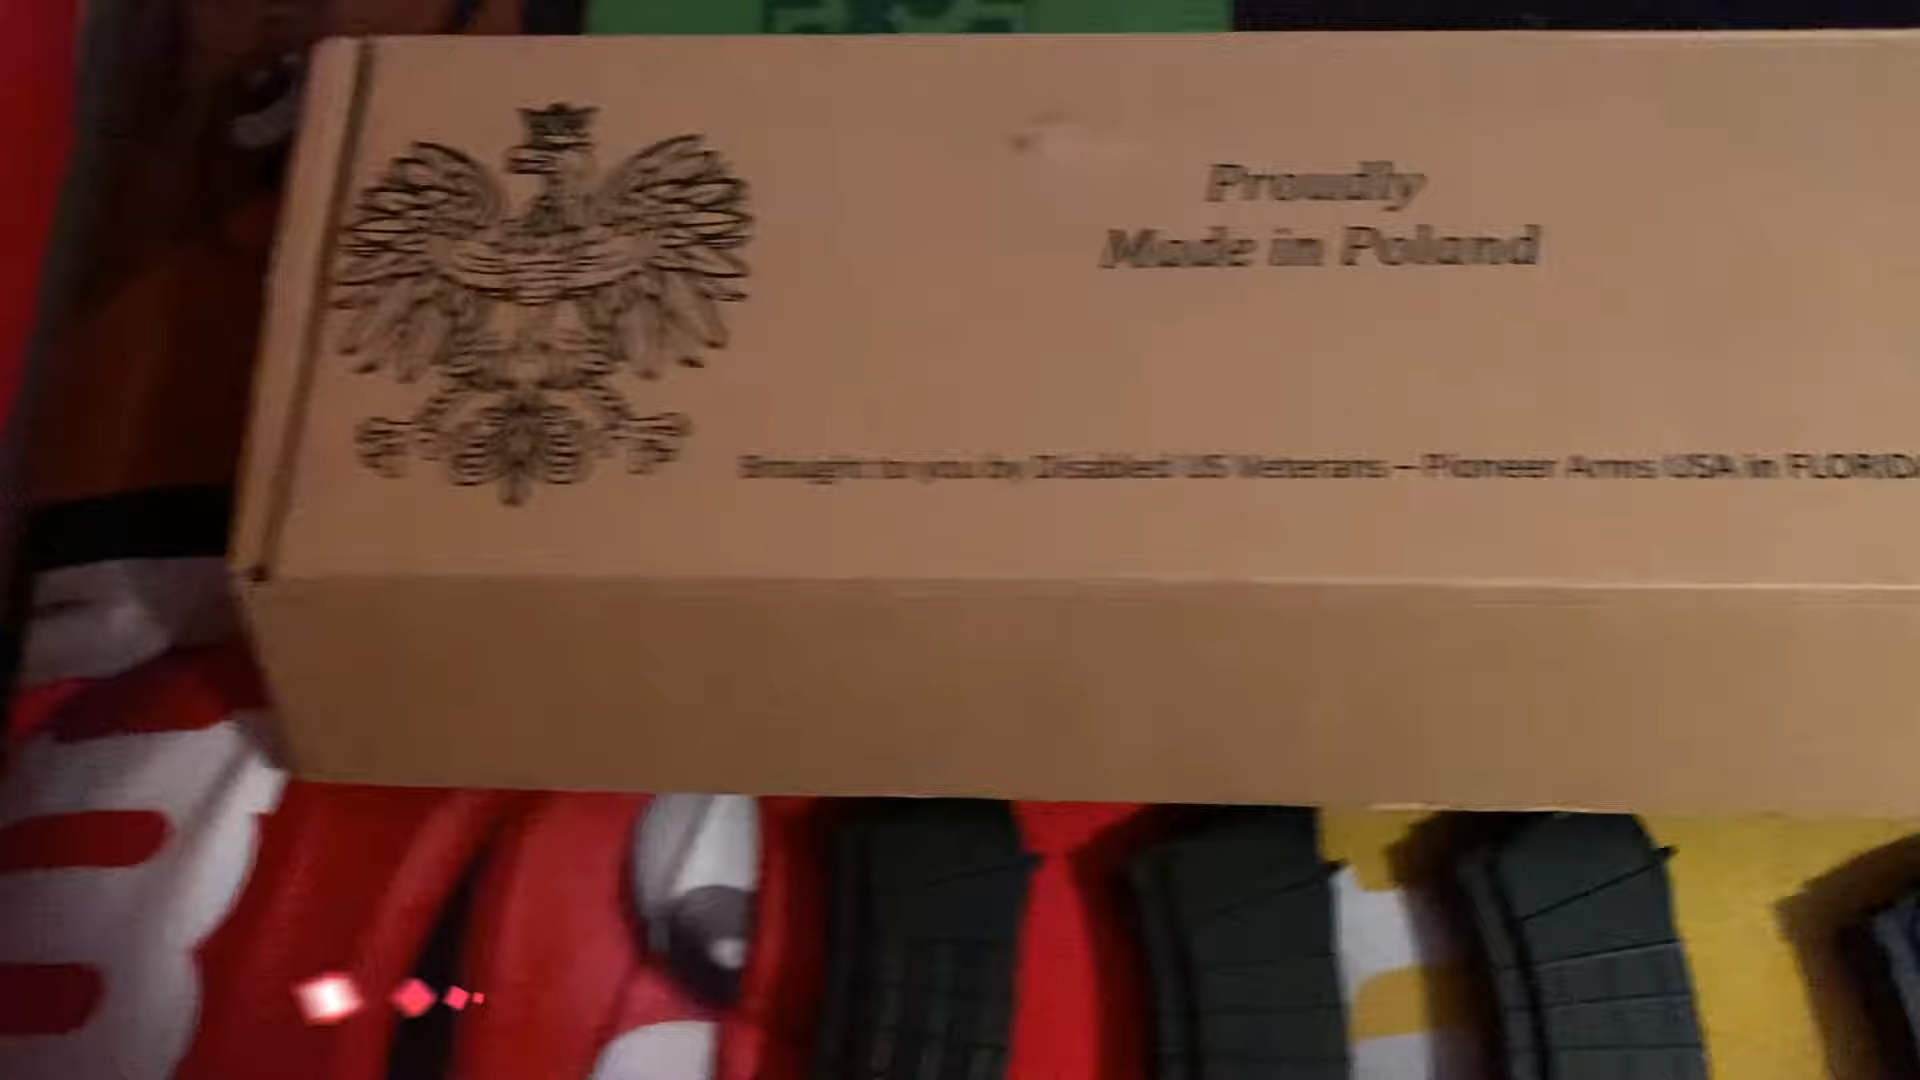 Proudly
Made in Poland
Brought to you by Disabled US Veterans – Pioneer Arms USA in FLORIDA